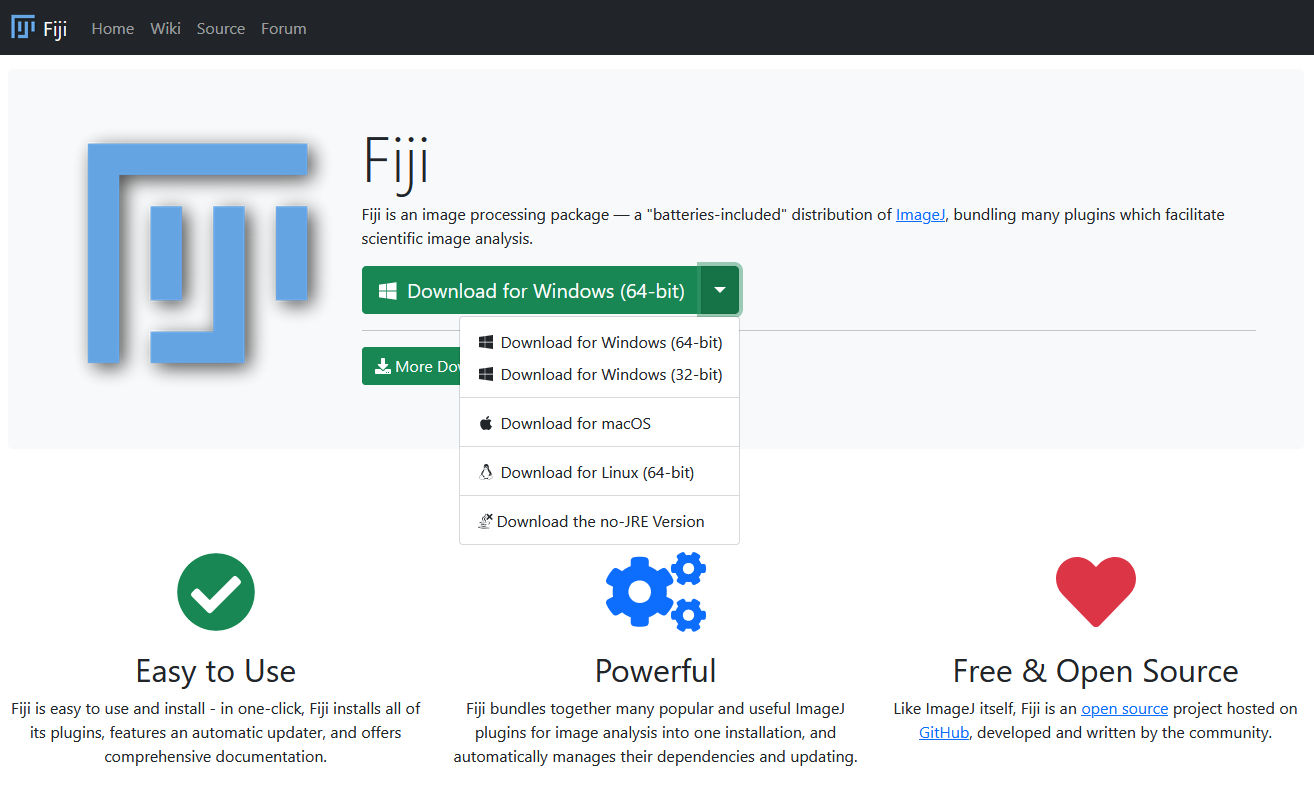 Fiji Home Wiki Source Forum
Fiji
Fiji is an image processing package — a "batteries-included" distribution of ImageJ, bundling many plugins which facilitate
scientific image analysis.
Download for Windows (64-bit)
Download for Windows (64-bit)
Download for Windows (32-bit)
Download for macOS
Download for Linux (64-bit)
Download the no-JRE Version
More
Easy to Use
Fiji is easy to use and install - in one-click, Fiji installs all of
its plugins, features an automatic updater, and offers
comprehensive documentation.
Powerful
Fiji bundles together many popular and useful ImageJ
plugins for image analysis into one installation, and
automatically manages their dependencies and updating.
Free & Open Source
Like ImageJ itself, Fiji is an open source project hosted on
GitHub, developed and written by the community.